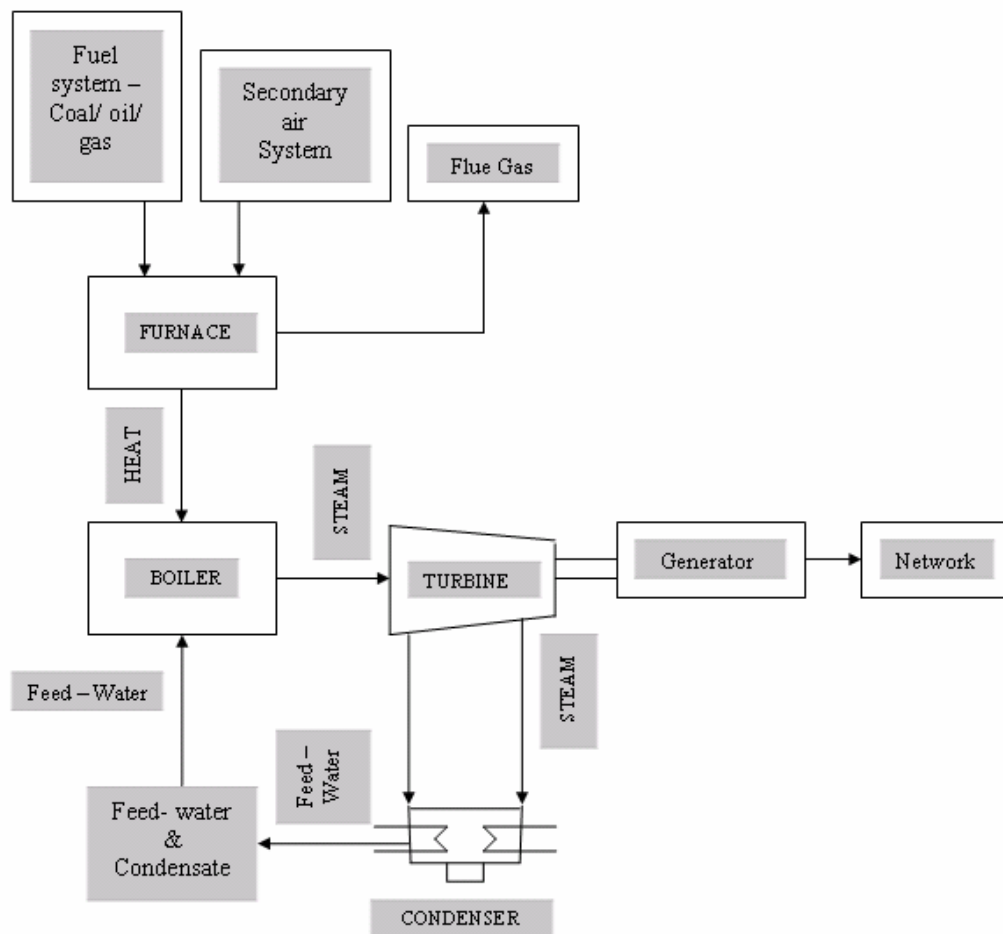 Fuel
system –
Coal/ oil/
gas
Secondary
air
System
Flue Gas
FURNACE
HEAT
STEAM
BOILER
TURBINE
Generator
Network
Feed – Water
STEAM
Feed –
Water
Feed- water
&
Condensate
CONDENSER